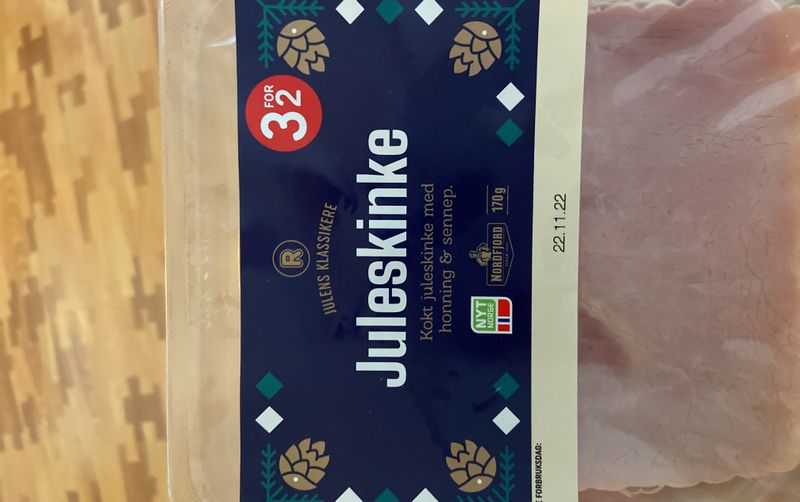 3 FOR 2
R
JULENS KLASSIKERE
Juleskinke
Kokt juleskinke med
honning & sennep.
NYT
NORGE
NORDFJORD
170g
FORBRUKSDAG:
22.11.22